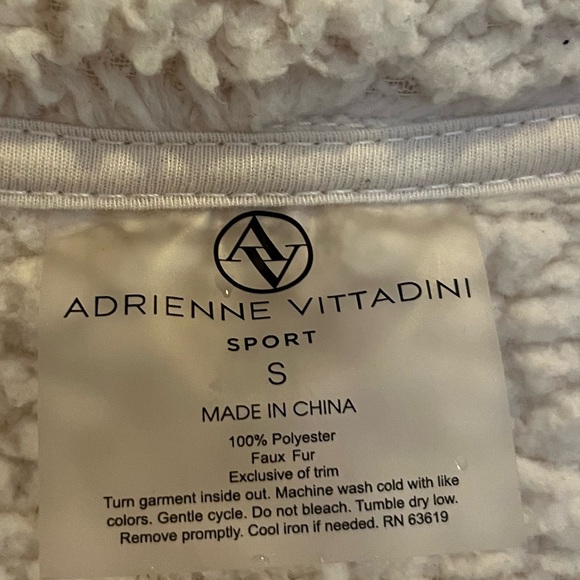 AV
ADRIENNE VITTADINI
SPORT
S
MADE IN CHINA
100% Polyester
Faux Fur
Exclusive of trim
Turn garment inside out. Machine wash cold with like
colors. Gentle cycle. Do not bleach. Tumble dry low.
Remove promptly. Cool iron if needed. RN 63619